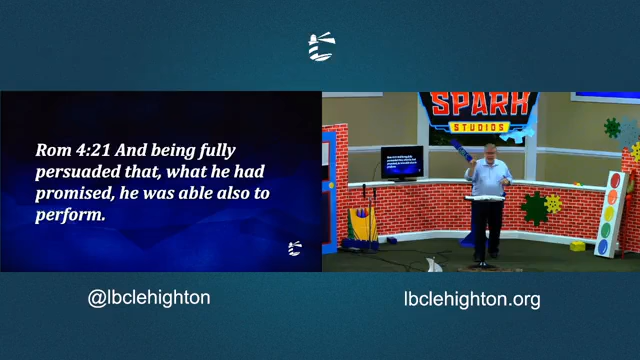 Rom 4:21 And being fully
persuaded that, what he had
promised, he was able also to
perform.
SPARK
STUDIOS
@lbclehighton
lbclehighton.org